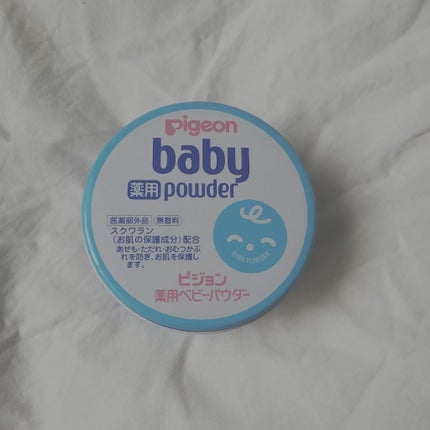 Pigeon
baby
薬用 powder
医薬部外品 無香料
スクワラン
(お肌の保護成分)配合
あせも・ただれ・おむつかぶ
れを防ぎ、お肌を保護し
ます。
BABY POWDER
ピジョン
薬用ベビーパウダー